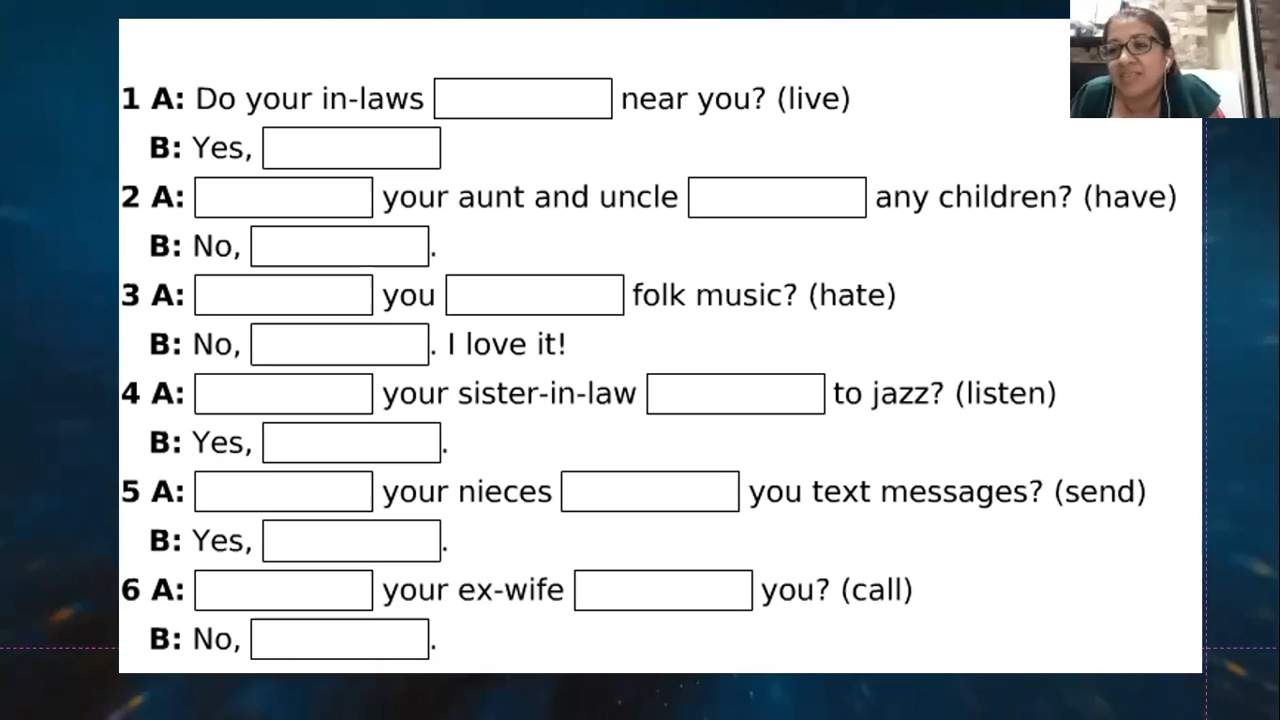 1 A: Do your in-laws near you? (live)
B: Yes,
2 A: your aunt and uncle any children? (have)
B: No, .
3 A: you folk music? (hate)
B: No, . I love it!
4 A: your sister-in-law to jazz? (listen)
B: Yes, .
5 A: your nieces you text messages? (send)
B: Yes, .
6 A: your ex-wife you? (call)
B: No, .